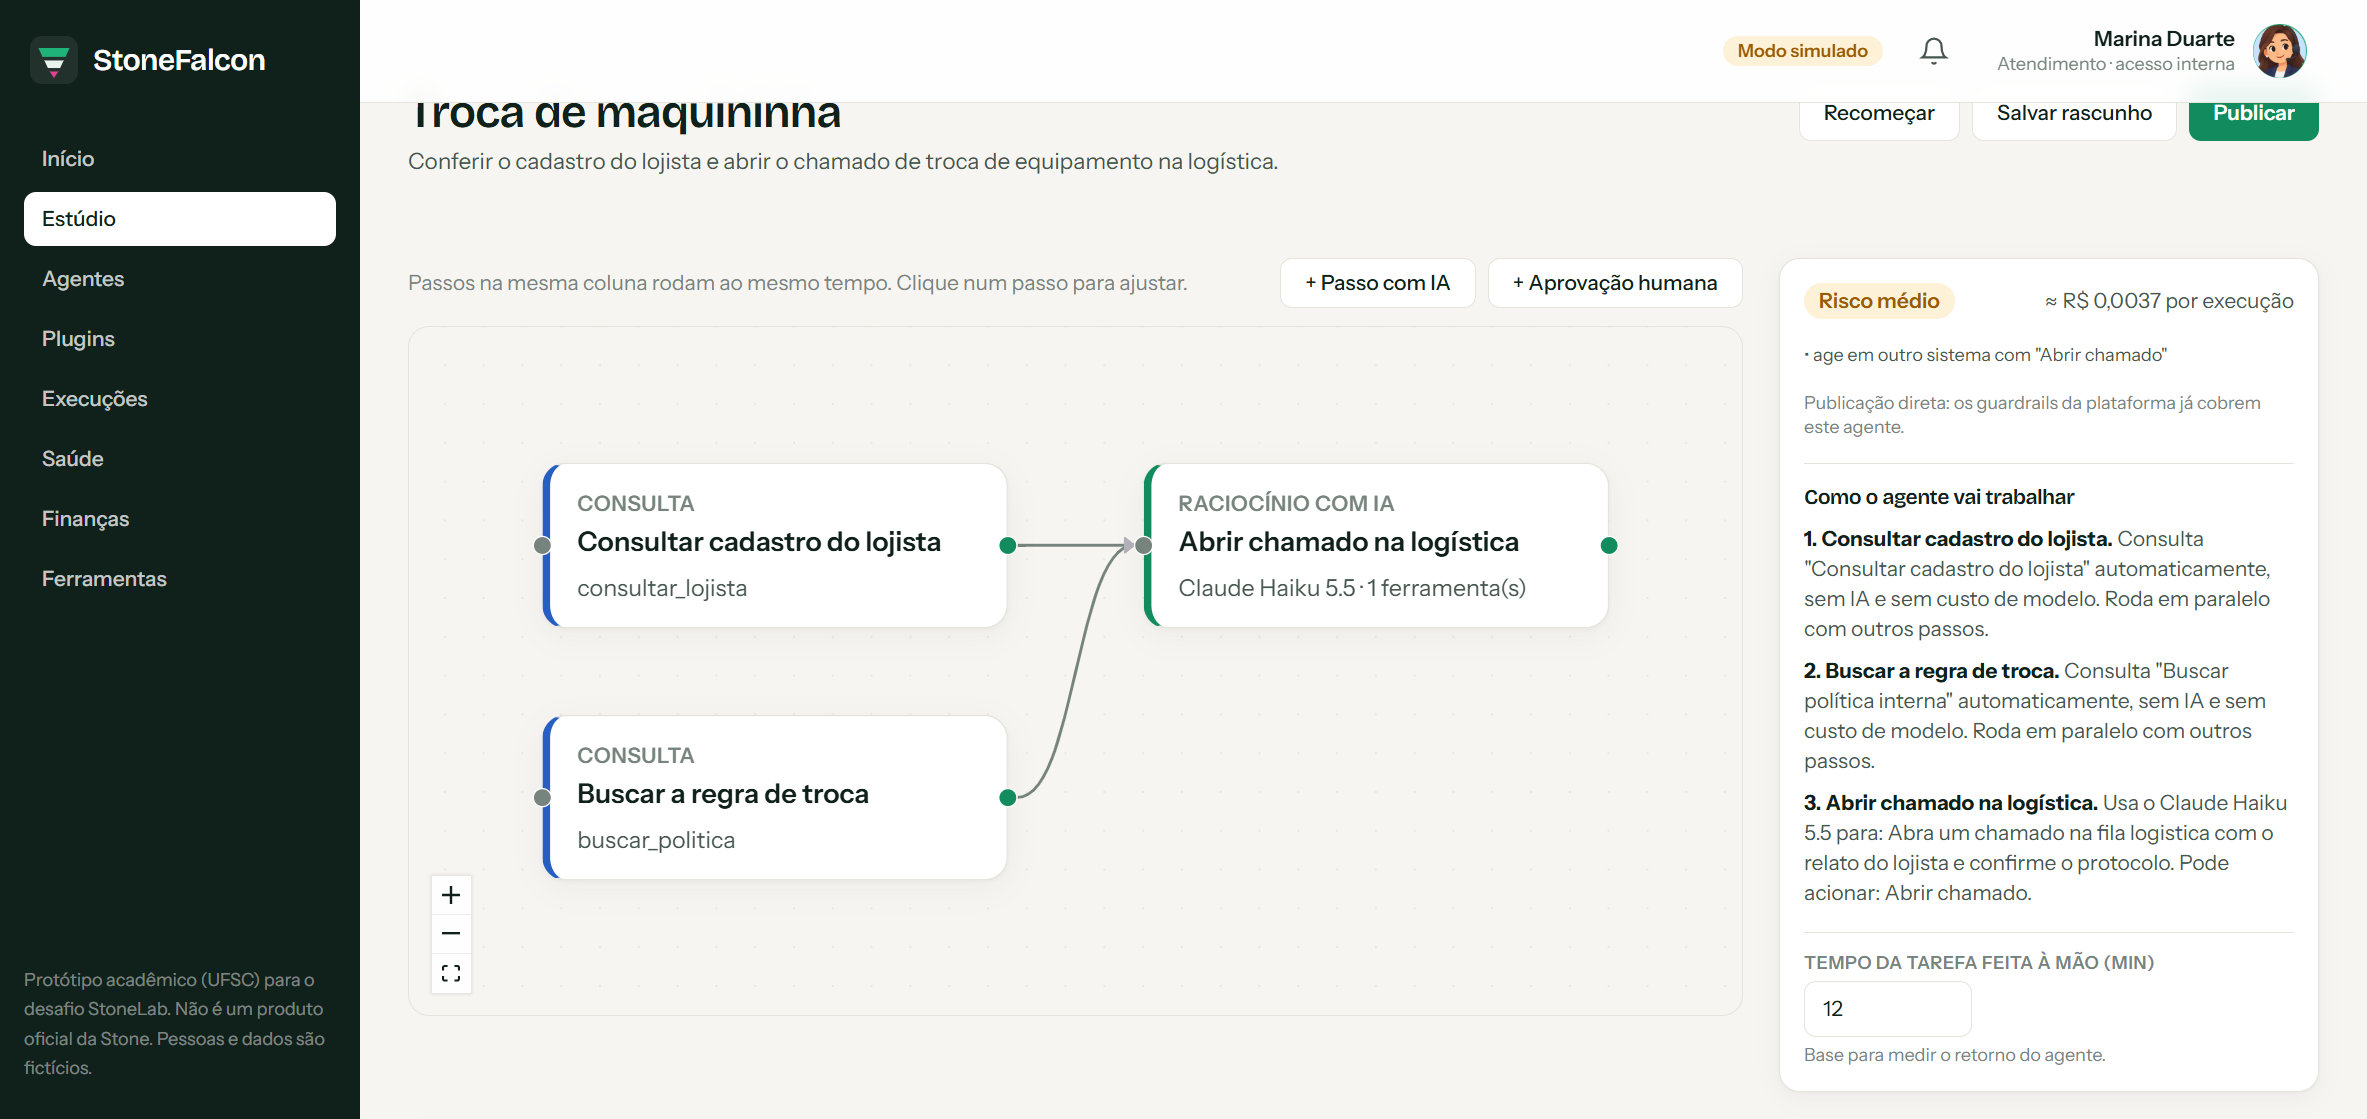 StoneFalcon
Início
Estúdio
Agentes
Plugins
Execuções
Saúde
Finanças
Ferramentas
Protótipo acadêmico (UFSC) para o
desafio StoneLab. Não é um produto
oficial da Stone. Pessoas e dados são
fictícios.
Modo simulado
Marina Duarte
Atendimento · acesso interna
Troca de maquininha
Conferir o cadastro do lojista e abrir o chamado de troca de equipamento na logística.
Recomeçar
Salvar rascunho
Publicar
Passos na mesma coluna rodam ao mesmo tempo. Clique num passo para ajustar.
+ Passo com IA
+ Aprovação humana
CONSULTA
Consultar cadastro do lojista
consultar_lojista
RACIOCÍNIO COM IA
Abrir chamado na logística
Claude Haiku 5.5 · 1 ferramenta(s)
CONSULTA
Buscar a regra de troca
buscar_politica
Risco médio
≈ R$ 0,0037 por execução
· age em outro sistema com "Abrir chamado"
Publicação direta: os guardrails da plataforma já cobrem
este agente.
Como o agente vai trabalhar
1. Consultar cadastro do lojista. Consulta
"Consultar cadastro do lojista" automaticamente,
sem IA e sem custo de modelo. Roda em paralelo
com outros passos.
2. Buscar a regra de troca. Consulta "Buscar
política interna" automaticamente, sem IA e sem
custo de modelo. Roda em paralelo com outros
passos.
3. Abrir chamado na logística. Usa o Claude Haiku
5.5 para: Abra um chamado na fila logistica com o
relato do lojista e confirme o protocolo. Pode
acionar: Abrir chamado.
TEMPO DA TAREFA FEITA À MÃO (MIN)
12
Base para medir o retorno do agente.